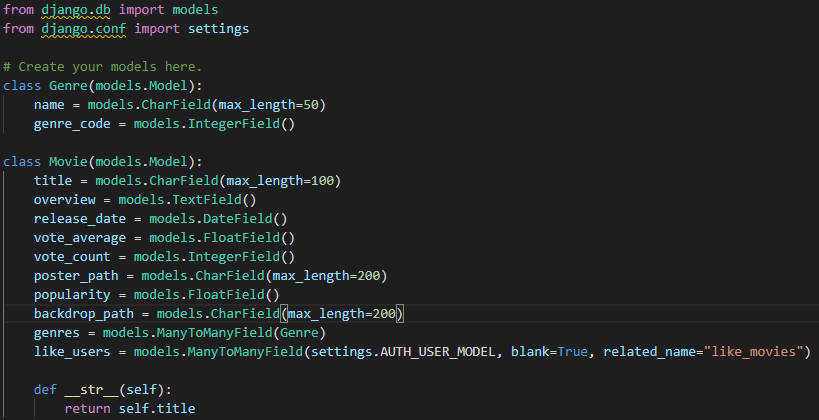 from django.db import models
from django.conf import settings

# Create your models here.
class Genre(models.Model):
    name = models.CharField(max_length=50)
    genre_code = models.IntegerField()

class Movie(models.Model):
    title = models.CharField(max_length=100)
    overview = models.TextField()
    release_date = models.DateField()
    vote_average = models.FloatField()
    vote_count = models.IntegerField()
    poster_path = models.CharField(max_length=200)
    popularity = models.FloatField()
    backdrop_path = models.CharField(max_length=200)
    genres = models.ManyToManyField(Genre)
    like_users = models.ManyToManyField(settings.AUTH_USER_MODEL, blank=True, related_name="like_movies")

    def __str__(self):
        return self.title